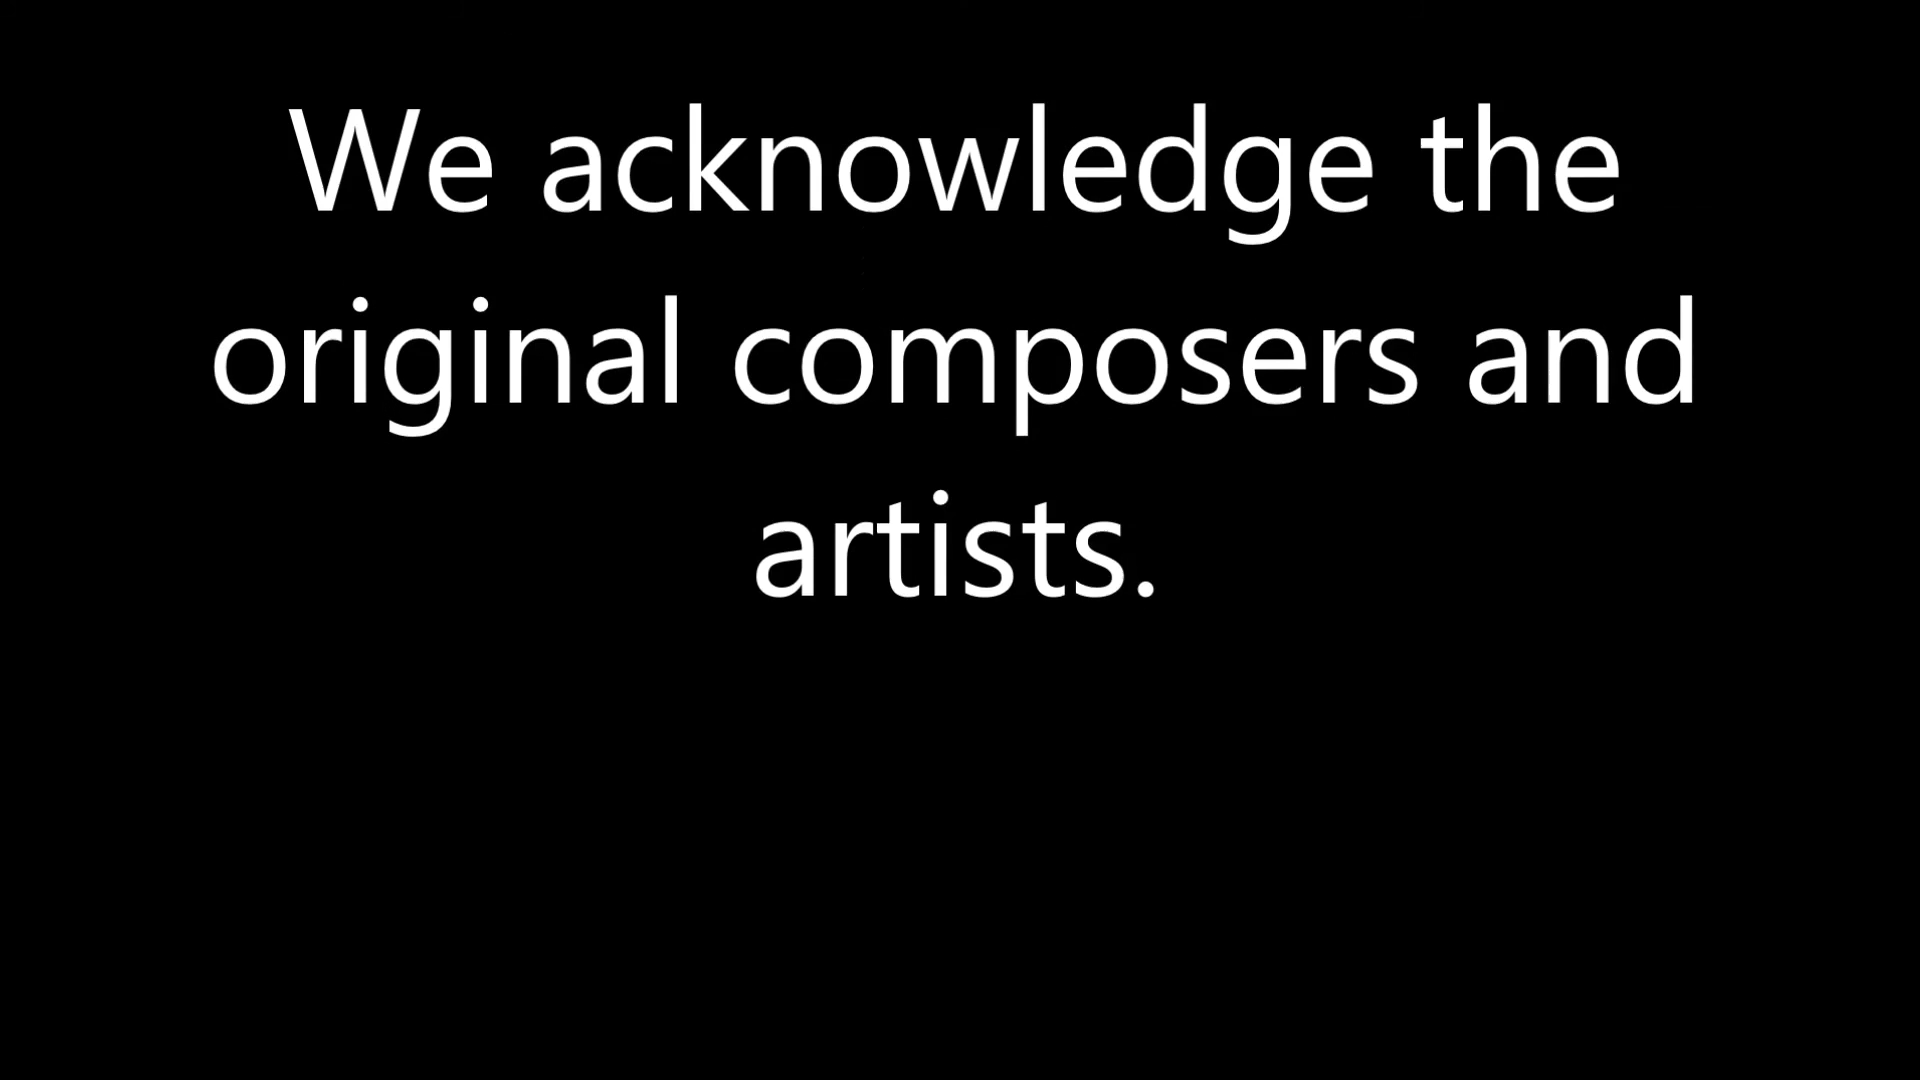 We acknowledge the
original composers and
artists.